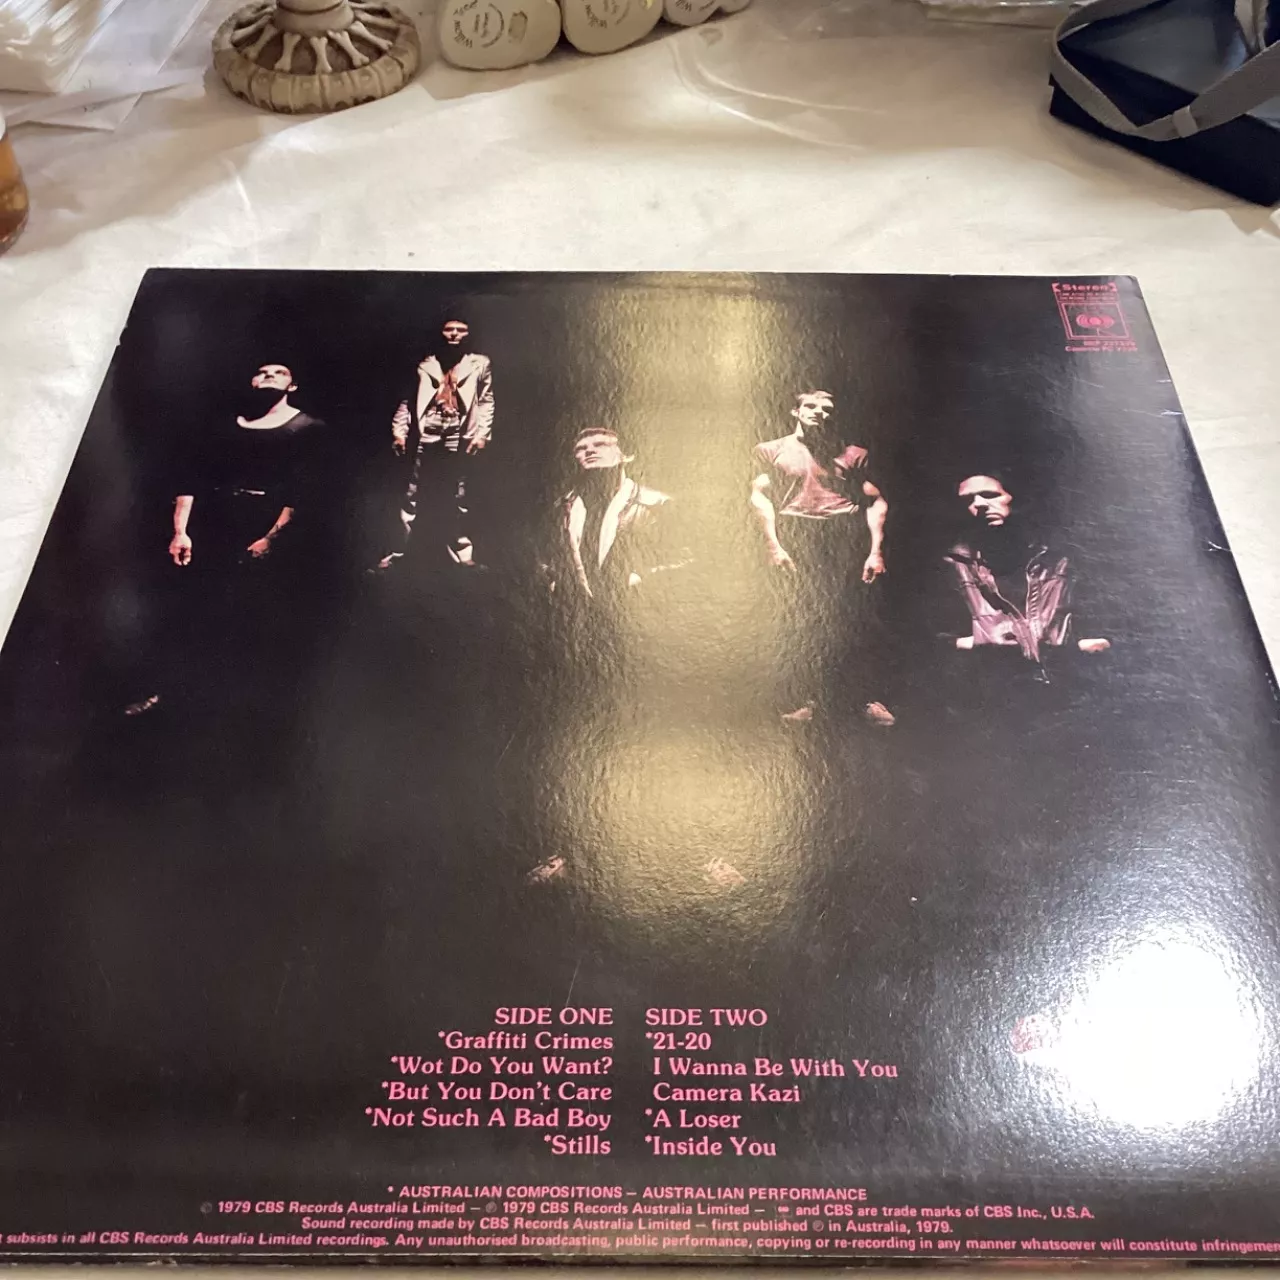 Stereo
SIDE ONE
*Graffiti Crimes
*Wot Do You Want?
*But You Don't Care
*Not Such A Bad Boy
*Stills
SIDE TWO
*21-20
I Wanna Be With You
Camera Kazi
*A Loser
*Inside You
* AUSTRALIAN COMPOSITIONS — AUSTRALIAN PERFORMANCE
© 1979 CBS Records Australia Limited — ℗ 1979 CBS Records Australia Limited — and CBS are trade marks of CBS Inc., U.S.A.
Sound recording made by CBS Records Australia Limited — first published ℗ in Australia, 1979.
subsists in all CBS Records Australia Limited recordings. Any unauthorised broadcasting, public performance, copying or re-recording in any manner whatsoever will constitute infringement